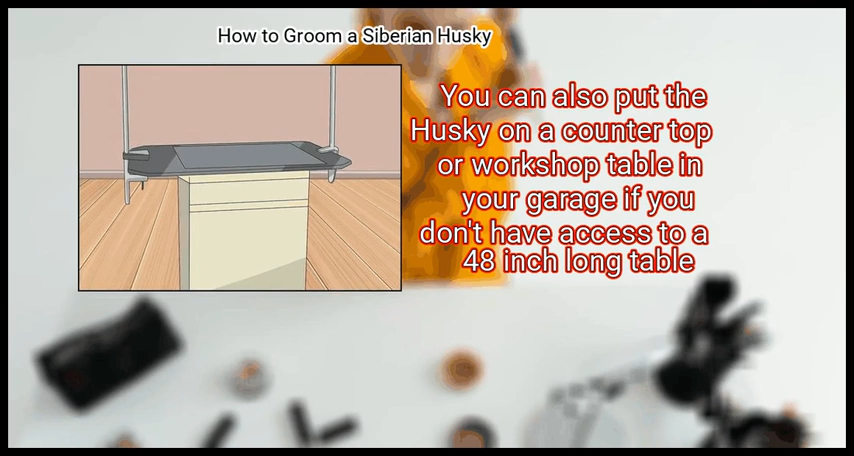 How to Groom a Siberian Husky
You can also put the
Husky on a counter top
or workshop table in
your garage if you
don't have access to a
48 inch long table